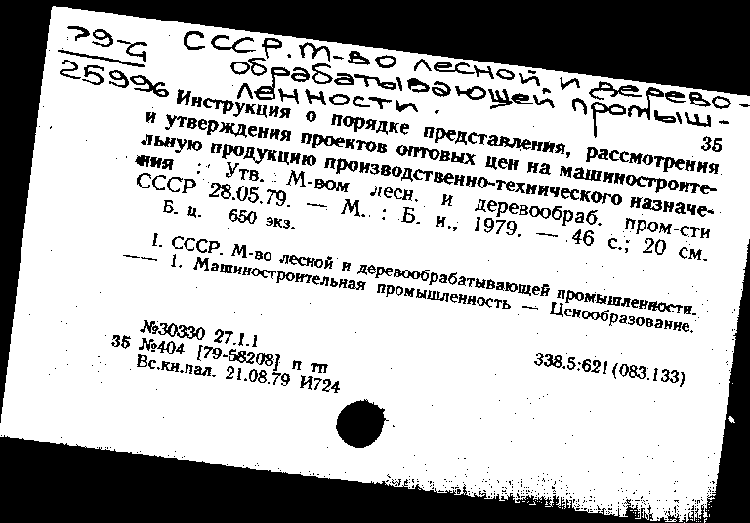 79-4
25996
СССР. М-во лесной и дерево-
обрабатывающей промыш-
ленности.
35
Инструкция о порядке представления, рассмотрения
и утверждения проектов оптовых цен на машиностроите-
льную продукцию производственно-технического назначе-
ния : Утв. М-вом лесн. и деревообраб. пром-сти
СССР 28.05.79. — М. : Б. и., 1979. — 46 с.; 20 см.
Б. ц. 650 экз.
I. СССР. М-во лесной и деревообрабатывающей промышленности.
—— 1. Машиностроительная промышленность — Ценообразование.
№30330 27.1.1
35 №404 [79-58208] п тп
Вс.кн.пал. 21.08.79 И724
338.5:62!(083.133)